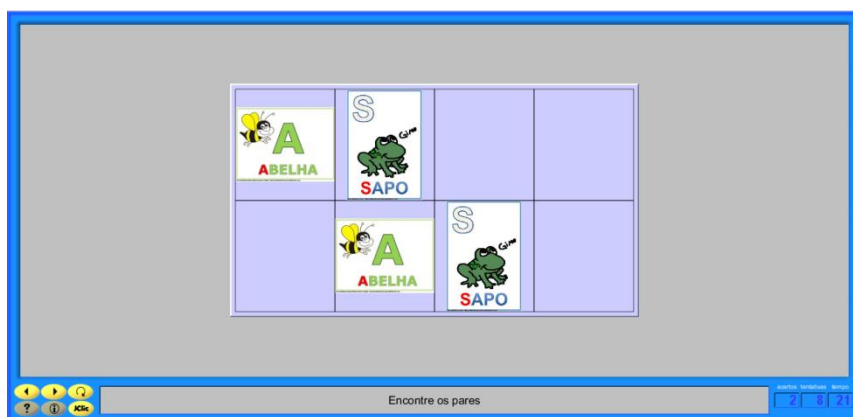 A
ABELHA
S
SAPO
A
ABELHA
S
SAPO
JClic
Encontre os pares
acertos tentativas tempo
2 8 21